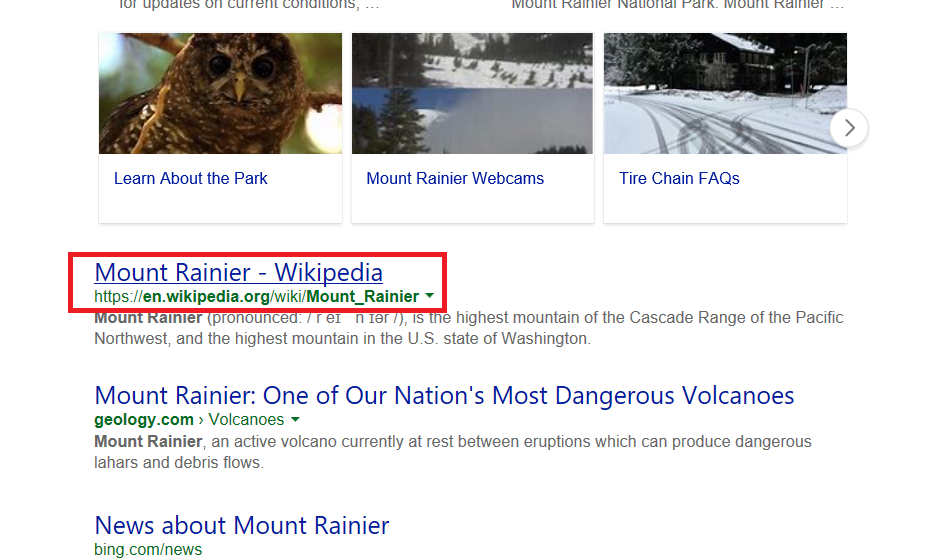 for updates on current conditions, …
Mount Rainier National Park. Mount Rainier …
Learn About the Park
Mount Rainier Webcams
Tire Chain FAQs
Mount Rainier - Wikipedia
https://en.wikipedia.org/wiki/Mount_Rainier
Mount Rainier (pronounced: is the highest mountain of the Cascade Range of the Pacific
Northwest, and the highest mountain in the U.S. state of Washington.
Mount Rainier: One of Our Nation's Most Dangerous Volcanoes
geology.com › Volcanoes
Mount Rainier, an active volcano currently at rest between eruptions which can produce dangerous
lahars and debris flows.
News about Mount Rainier
bing.com/news